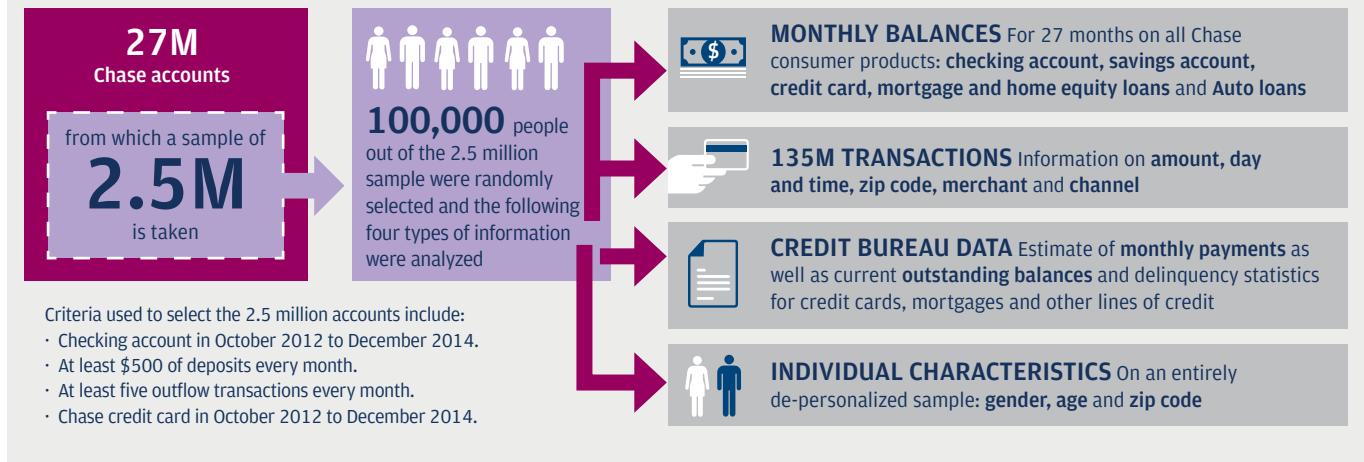 27M
Chase accounts
from which a sample of
2.5M
is taken
100,000 people
out of the 2.5 million
sample were randomly
selected and the following
four types of information
were analyzed
Criteria used to select the 2.5 million accounts include:
· Checking account in October 2012 to December 2014.
· At least $500 of deposits every month.
· At least five outflow transactions every month.
· Chase credit card in October 2012 to December 2014.
$
MONTHLY BALANCES For 27 months on all Chase
consumer products: checking account, savings account,
credit card, mortgage and home equity loans and Auto loans
135M TRANSACTIONS Information on amount, day
and time, zip code, merchant and channel
CREDIT BUREAU DATA Estimate of monthly payments as
well as current outstanding balances and delinquency statistics
for credit cards, mortgages and other lines of credit
INDIVIDUAL CHARACTERISTICS On an entirely
de-personalized sample: gender, age and zip code